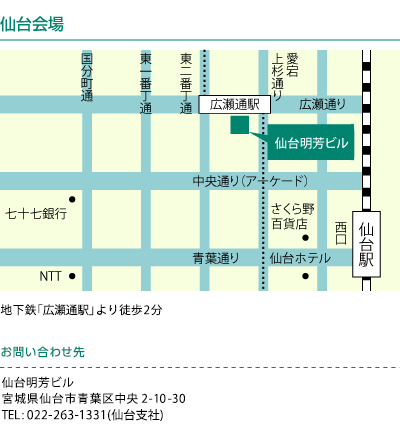 仙台会場
国分町通
東一番丁通
東二番丁通
愛宕
上杉通り
広瀬通駅
広瀬通り
仙台明芳ビル
中央通り(アーケード)
七十七銀行
さくら野
百貨店
西口
仙台駅
青葉通り
仙台ホテル
NTT
地下鉄「広瀬通駅」より徒歩2分
お問い合わせ先
仙台明芳ビル
宮城県仙台市青葉区中央 2-10-30
TEL: 022-263-1331(仙台支社)